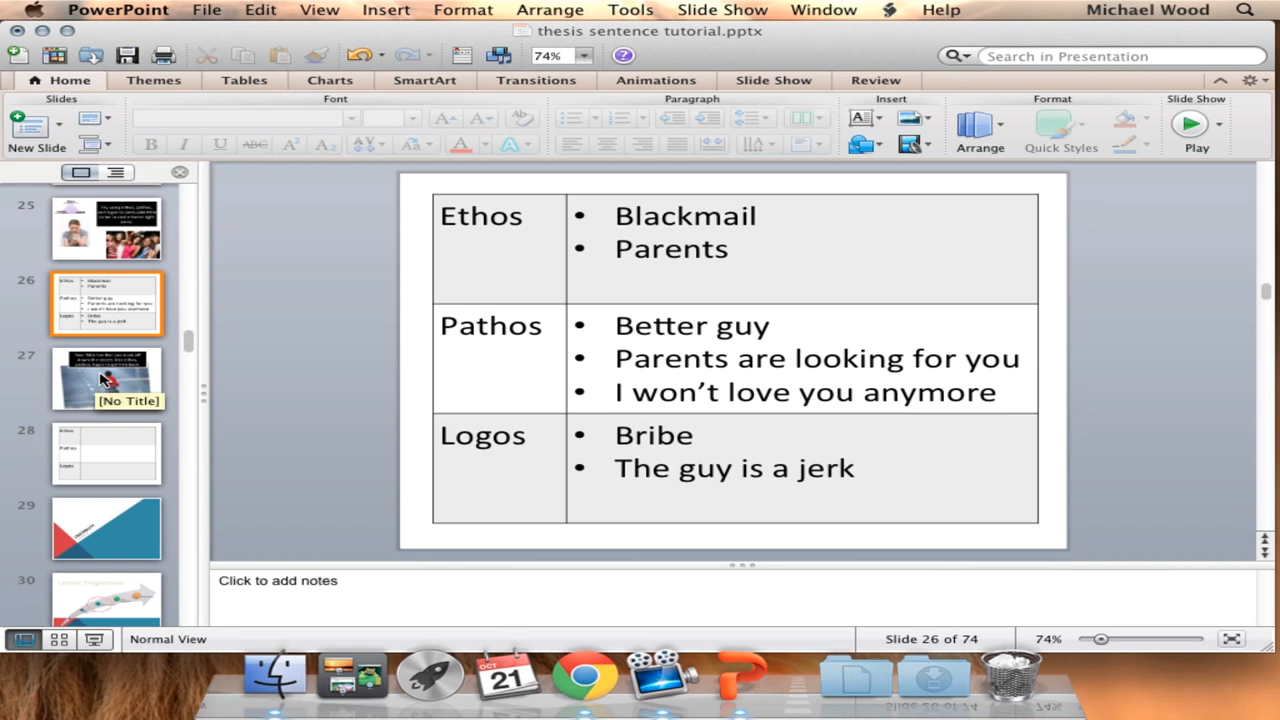 PowerPoint File Edit View Insert Format Arrange Tools Slide Show Window Help Michael Wood
thesis sentence tutorial.pptx
74% Search in Presentation
Home Themes Tables Charts SmartArt Transitions Animations Slide Show Review
Slides Font Paragraph Insert Format Slide Show
New Slide Arrange Quick Styles Play
25
26
27
[No Title]
28
29
30
Ethos
• Blackmail
• Parents
Pathos
• Better guy
• Parents are looking for you
• I won't love you anymore
Logos
• Bribe
• The guy is a jerk
Click to add notes
Normal View Slide 26 of 74 74%
OCT
21